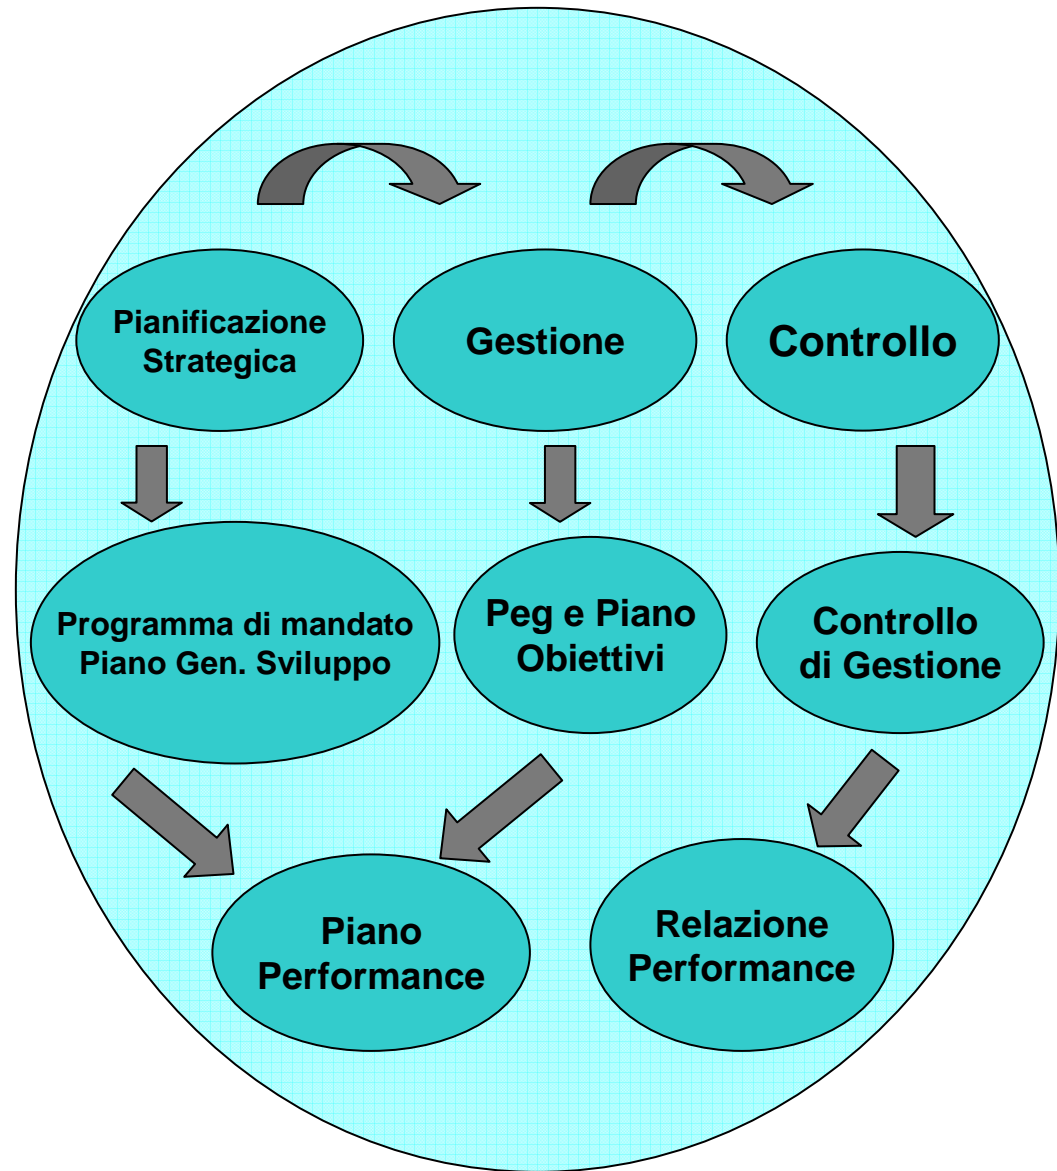 Pianificazione
Strategica
Gestione
Controllo
Programma di mandato
Piano Gen. Sviluppo
Peg e Piano
Obiettivi
Controllo
di Gestione
Piano
Performance
Relazione
Performance